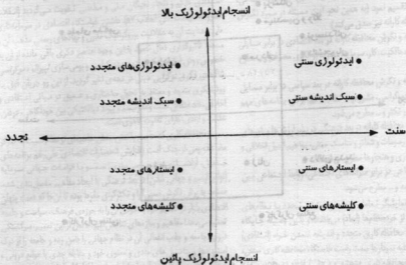 انسجام ایدئولوژیک بالا
ایدئولوژی سنتی
ایدئولوژی‌های متجدد
سبک اندیشه سنتی
سبک اندیشه متجدد
سنت
تجدد
ایستارهای سنتی
ایستارهای متجدد
کلیشه‌های سنتی
کلیشه‌های متجدد
انسجام ایدئولوژیک پائین